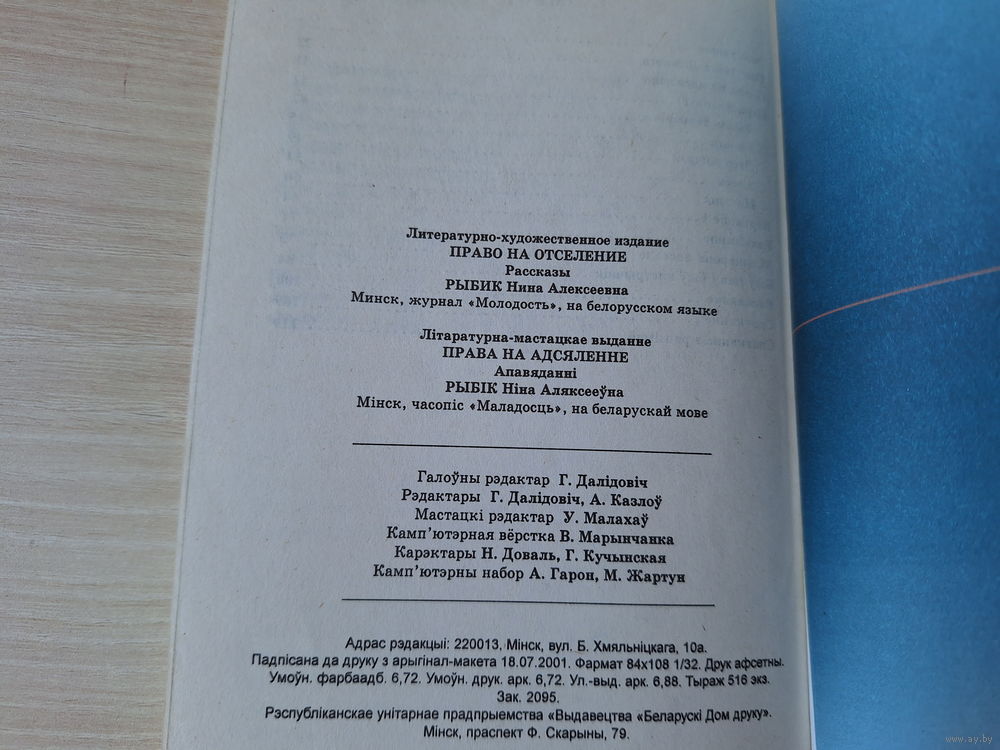 Литературно-художественное издание
ПРАВО НА ОТСЕЛЕНИЕ
Рассказы
РЫБИК Нина Алексеевна
Минск, журнал «Молодость», на белорусском языке
Літаратурна-мастацкае выданне
ПРАВА НА АДСЯЛЕННЕ
Апавяданні
РЫБІК Ніна Аляксееўна
Мінск, часопіс «Маладосць», на беларускай мове
Галоўны рэдактар Г. Далідовіч
Рэдактары Г. Далідовіч, А. Казлоў
Мастацкі рэдактар У. Малахаў
Камп'ютэрная вёрстка В. Марынчанка
Карэктары Н. Доваль, Г. Кучынская
Камп'ютэрны набор А. Гарон, М. Жартун
Адрас рэдакцыі: 220013, Мінск, вул. Б. Хмяльніцкага, 10а.
Падпісана да друку з арыгінал-макета 18.07.2001. Фармат 84х108 1/32. Друк афсетны.
Умоўн. фарбаадб. 6,72. Умоўн. друк. арк. 6,72. Ул.-выд. арк. 6,88. Тыраж 516 экз.
Зак. 2095.
Рэспубліканскае унітарнае прадпрыемства «Выдавецтва «Беларускі Дом друку».
Мінск, праспект Ф. Скарыны, 79.
www.ay.by